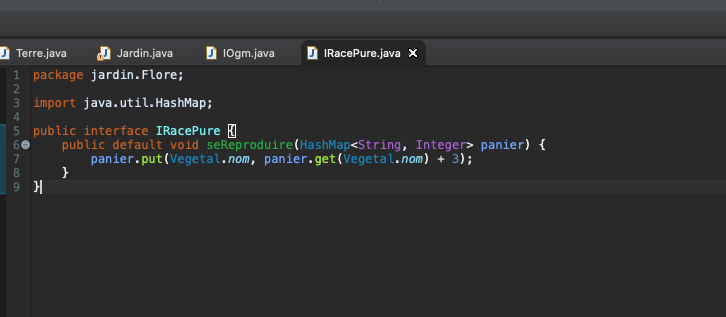 Terre.java Jardin.java IOgm.java IRacePure.java
1 package jardin.Flore;
2
3 import java.util.HashMap;
4
5 public interface IRacePure {
6 public default void seReproduire(HashMap<String, Integer> panier) {
7 panier.put(Vegetal.nom, panier.get(Vegetal.nom) + 3);
8 }
9 }